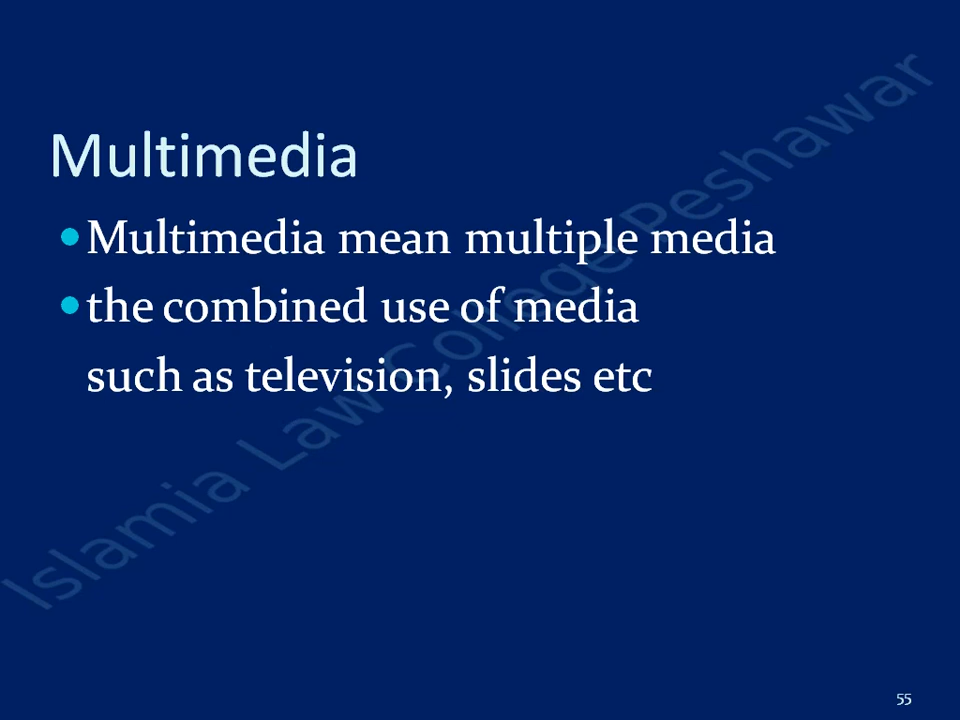 Multimedia
Multimedia mean multiple media
the combined use of media
such as television, slides etc
Islamia Law College Peshawar
55